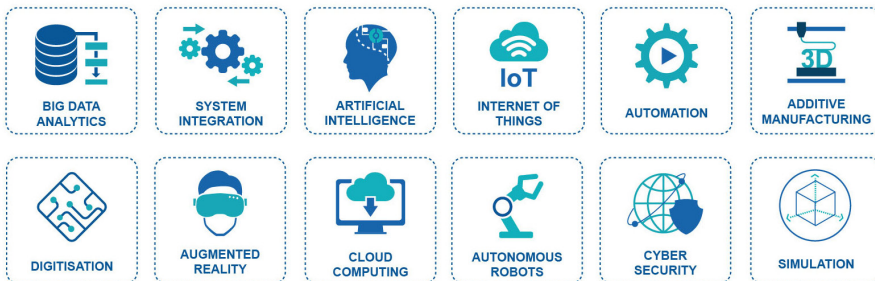 BIG DATA
ANALYTICS
SYSTEM
INTEGRATION
ARTIFICIAL
INTELLIGENCE
IoT
INTERNET OF
THINGS
AUTOMATION
3D
ADDITIVE
MANUFACTURING
DIGITISATION
AUGMENTED
REALITY
CLOUD
COMPUTING
AUTONOMOUS
ROBOTS
CYBER
SECURITY
SIMULATION